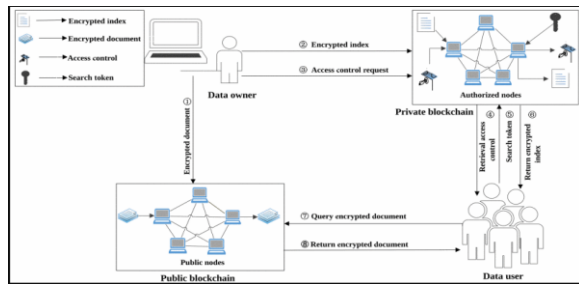 Encrypted index
Encrypted document
Access control
Search token
② Encrypted index
③ Access control request
Data owner
Authorized nodes
Private blockchain
Encrypted document ①
Retrieval access control ④
Search token ⑤
Return encrypted index ⑥
⑦ Query encrypted document
⑧ Return encrypted document
Public nodes
Public blockchain
Data user